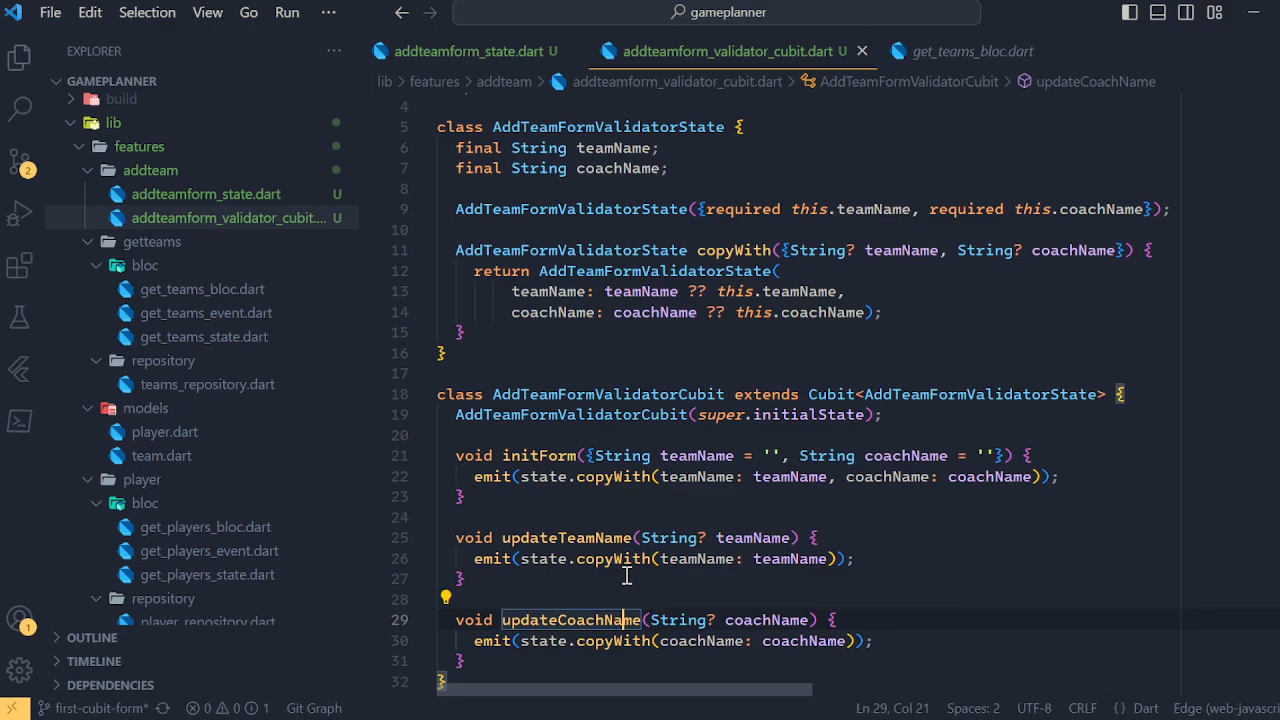 File Edit Selection View Go Run ··· ← → gameplanner
EXPLORER ···
GAMEPLANNER
build
lib
features
addteam
addteamform_state.dart U
addteamform_validator_cubit.... U
getteams
bloc
get_teams_bloc.dart
get_teams_event.dart
get_teams_state.dart
repository
teams_repository.dart
models
player.dart
team.dart
player
bloc
get_players_bloc.dart
get_players_event.dart
get_players_state.dart
repository
player_repository.dart
OUTLINE
TIMELINE
DEPENDENCIES
2
1
addteamform_state.dart U addteamform_validator_cubit.dart U × get_teams_bloc.dart
lib > features > addteam > addteamform_validator_cubit.dart > AddTeamFormValidatorCubit > updateCoachName
4
5 class AddTeamFormValidatorState {
6 final String teamName;
7 final String coachName;
8
9 AddTeamFormValidatorState({required this.teamName, required this.coachName});
10
11 AddTeamFormValidatorState copyWith({String? teamName, String? coachName}) {
12 return AddTeamFormValidatorState(
13 teamName: teamName ?? this.teamName,
14 coachName: coachName ?? this.coachName);
15 }
16 }
17
18 class AddTeamFormValidatorCubit extends Cubit<AddTeamFormValidatorState> {
19 AddTeamFormValidatorCubit(super.initialState);
20
21 void initForm({String teamName = '', String coachName = ''}) {
22 emit(state.copyWith(teamName: teamName, coachName: coachName));
23 }
24
25 void updateTeamName(String? teamName) {
26 emit(state.copyWith(teamName: teamName));
27 }
28
29 void updateCoachName(String? coachName) {
30 emit(state.copyWith(coachName: coachName));
31 }
32 }
first-cubit-form* 0 0 1 Git Graph Ln 29, Col 21 Spaces: 2 UTF-8 CRLF {} Dart Edge (web-javascri